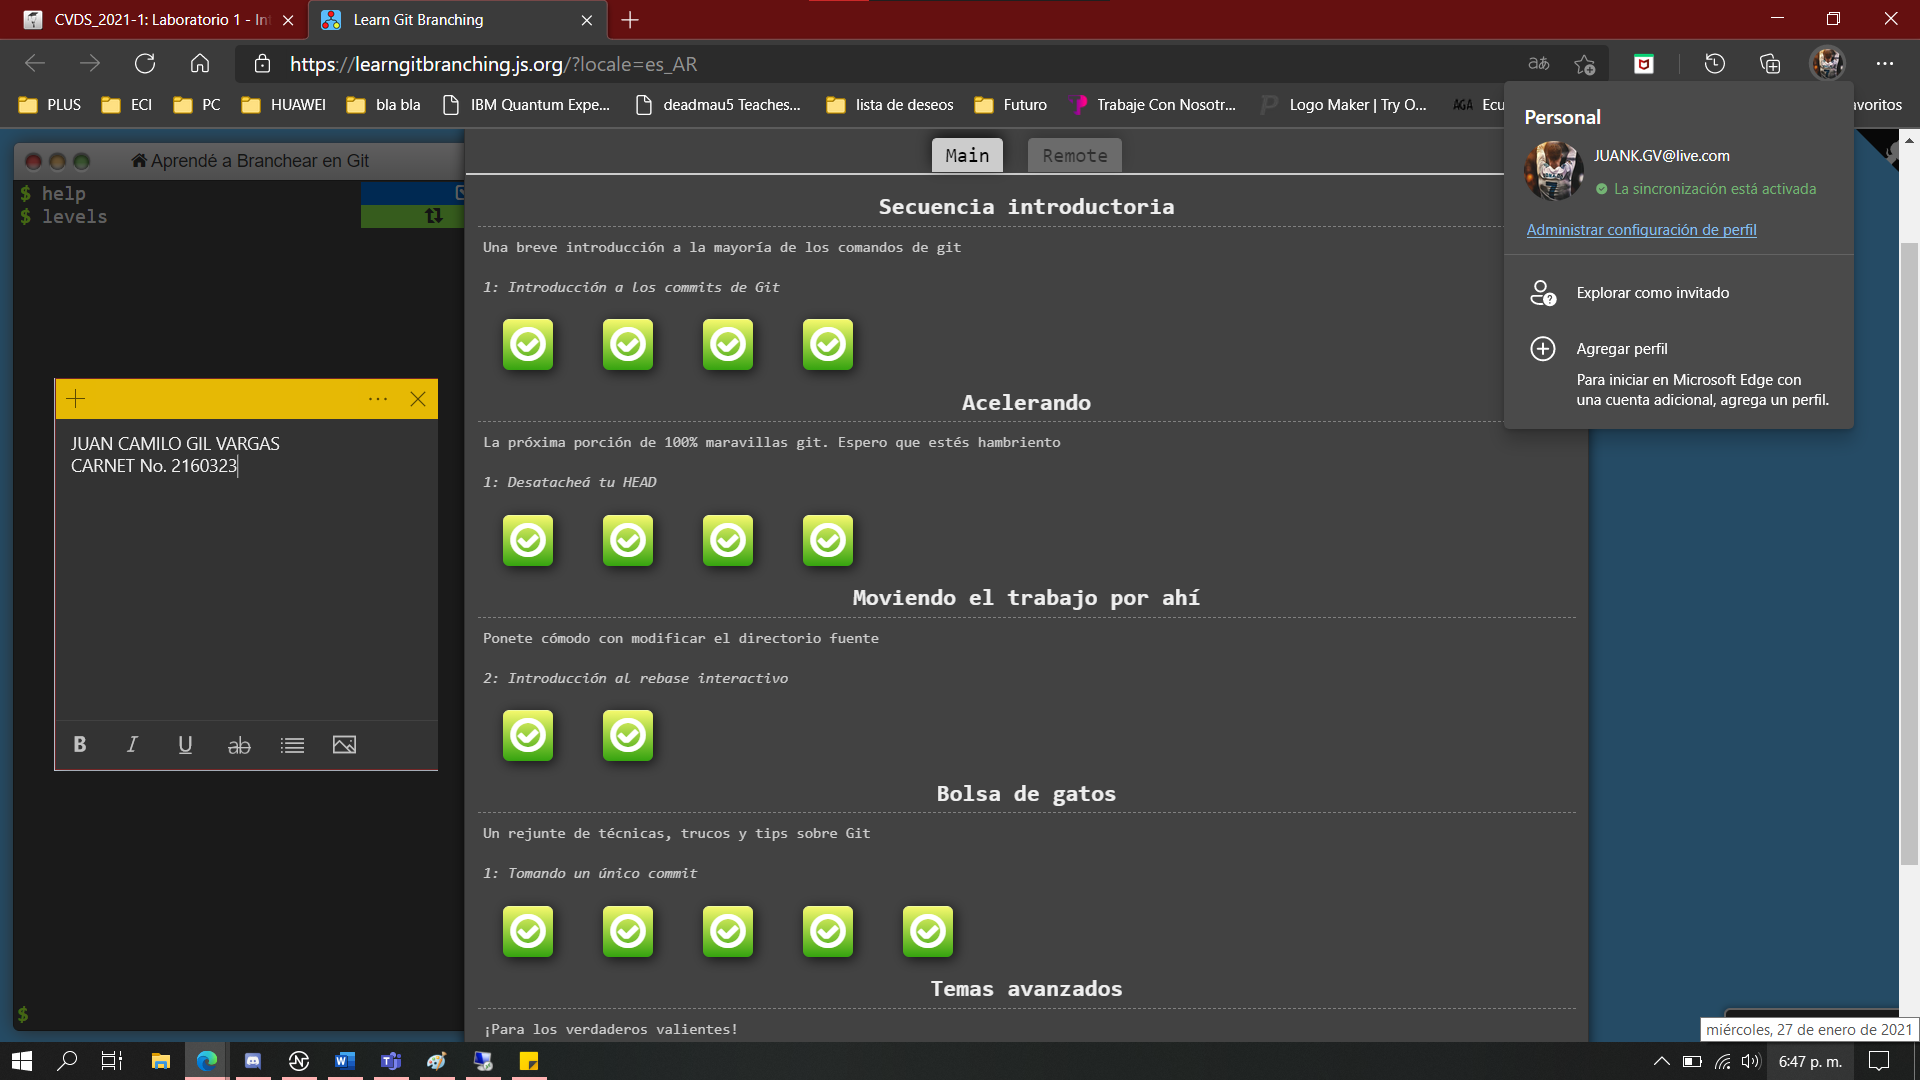 CVDS_2021-1: Laboratorio 1 - In
Learn Git Branching
https://learngitbranching.js.org/?locale=es_AR
PLUS
ECI
PC
HUAWEI
bla bla
IBM Quantum Expe...
deadmau5 Teaches...
lista de deseos
Futuro
Trabaje Con Nosotr...
Logo Maker | Try O...
Ecu
avoritos
Personal
JUANK.GV@live.com
La sincronización está activada
Administrar configuración de perfil
Explorar como invitado
Agregar perfil
Para iniciar en Microsoft Edge con
una cuenta adicional, agrega un perfil.
Aprendé a Branchear en Git
$ help
$ levels
$
JUAN CAMILO GIL VARGAS
CARNET No. 2160323
B I U ab
Main
Remote
Secuencia introductoria
Una breve introducción a la mayoría de los comandos de git
1: Introducción a los commits de Git
Acelerando
La próxima porción de 100% maravillas git. Espero que estés hambriento
1: Desatacheá tu HEAD
Moviendo el trabajo por ahí
Ponete cómodo con modificar el directorio fuente
2: Introducción al rebase interactivo
Bolsa de gatos
Un rejunte de técnicas, trucos y tips sobre Git
1: Tomando un único commit
Temas avanzados
¡Para los verdaderos valientes!
miércoles, 27 de enero de 2021
6:47 p. m.